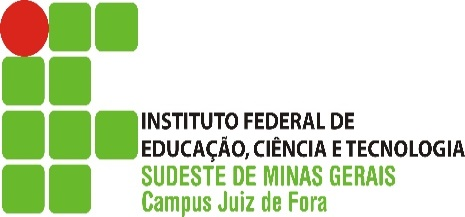 INSTITUTO FEDERAL DE
EDUCAÇÃO, CIÊNCIA E TECNOLOGIA
SUDESTE DE MINAS GERAIS
Campus Juiz de Fora